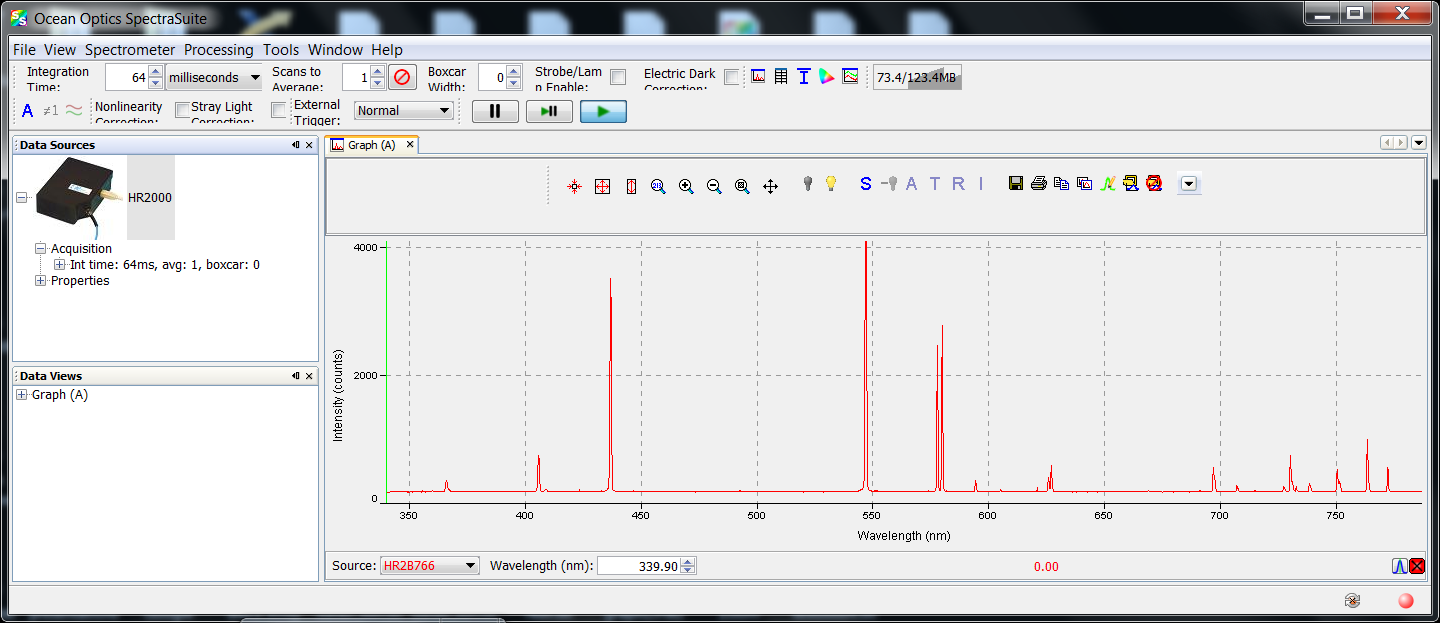 Ocean Optics SpectraSuite
File View Spectrometer Processing Tools Window Help
Integration Time: 64 milliseconds Scans to Average: 1 Boxcar Width: 0 Strobe/Lamp Enable: Electric Dark Correction: 73.4/123.4MB
A ≠1 Nonlinearity Correction: Stray Light Correction: External Trigger: Normal
Data Sources
HR2000
Acquisition
Int time: 64ms, avg: 1, boxcar: 0
Properties
Data Views
Graph (A)
Graph (A)
S A T R I
4000
2000
0
Intensity (counts)
350 400 450 500 550 600 650 700 750
Wavelength (nm)
Source: HR2B766 Wavelength (nm): 339.90 0.00